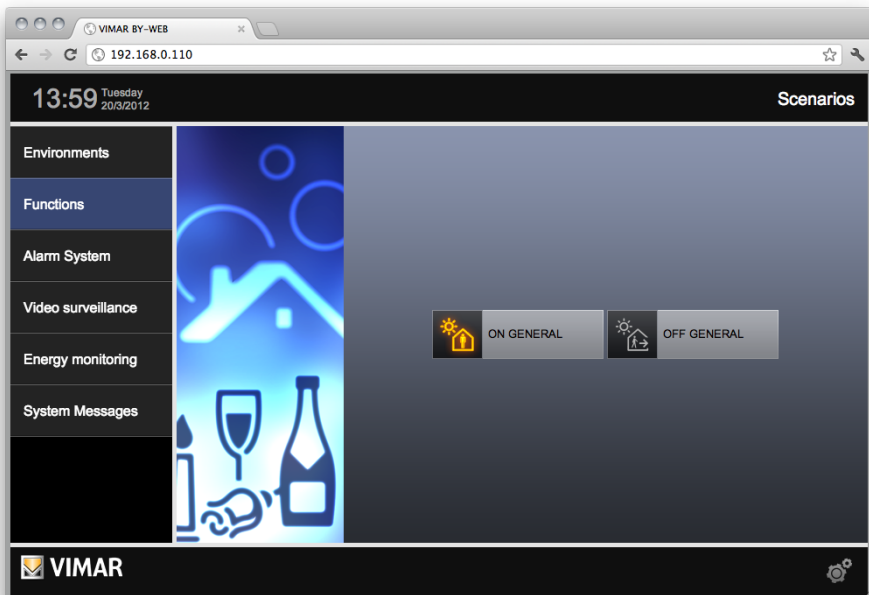 VIMAR BY-WEB
192.168.0.110
13:59 Tuesday
20/3/2012
Scenarios
Environments
Functions
Alarm System
Video surveillance
Energy monitoring
System Messages
ON GENERAL
OFF GENERAL
VIMAR